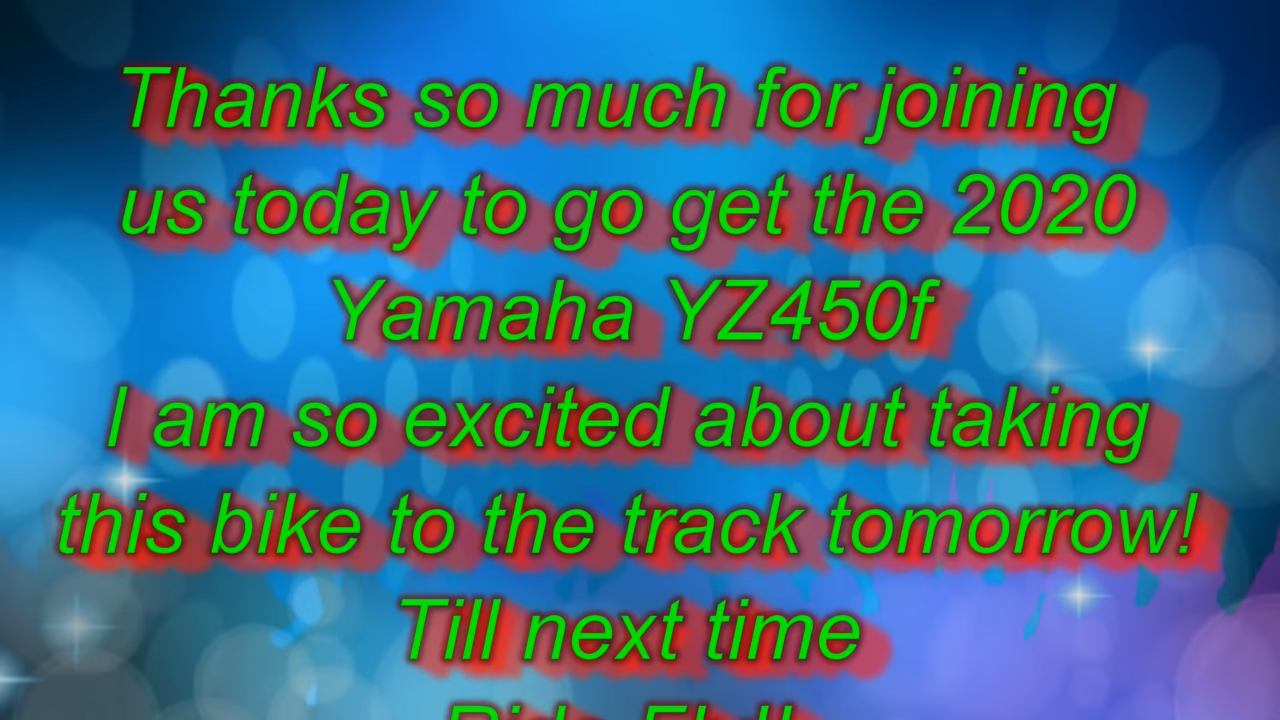 Thanks so much for joining
us today to go get the 2020
Yamaha YZ450f
I am so excited about taking
this bike to the track tomorrow!
Till next time